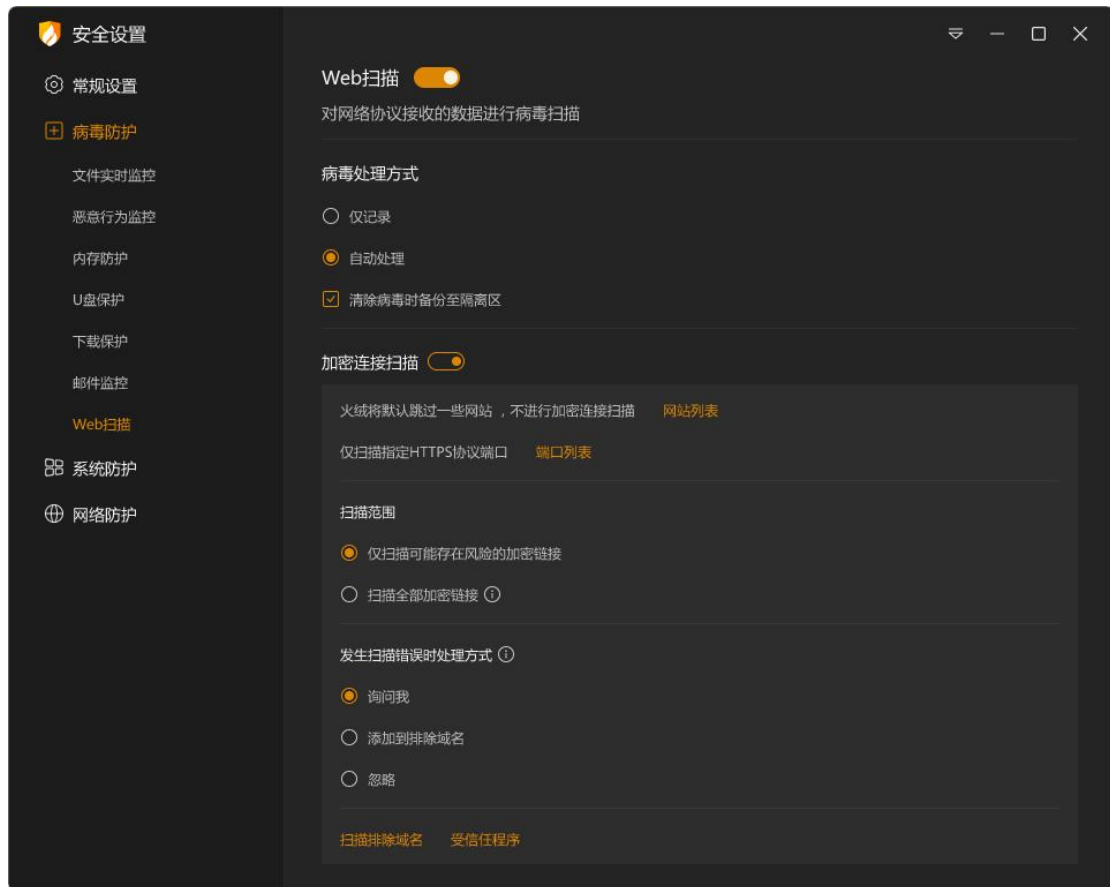 安全设置
常规设置
病毒防护
文件实时监控
恶意行为监控
内存防护
U盘保护
下载保护
邮件监控
Web扫描
系统防护
网络防护
Web扫描
对网络协议接收的数据进行病毒扫描
病毒处理方式
仅记录
自动处理
清除病毒时备份至隔离区
加密连接扫描
火绒将默认跳过一些网站，不进行加密连接扫描 网站列表
仅扫描指定HTTPS协议端口 端口列表
扫描范围
仅扫描可能存在风险的加密链接
扫描全部加密链接
发生扫描错误时处理方式
询问我
添加到排除域名
忽略
扫描排除域名 受信任程序